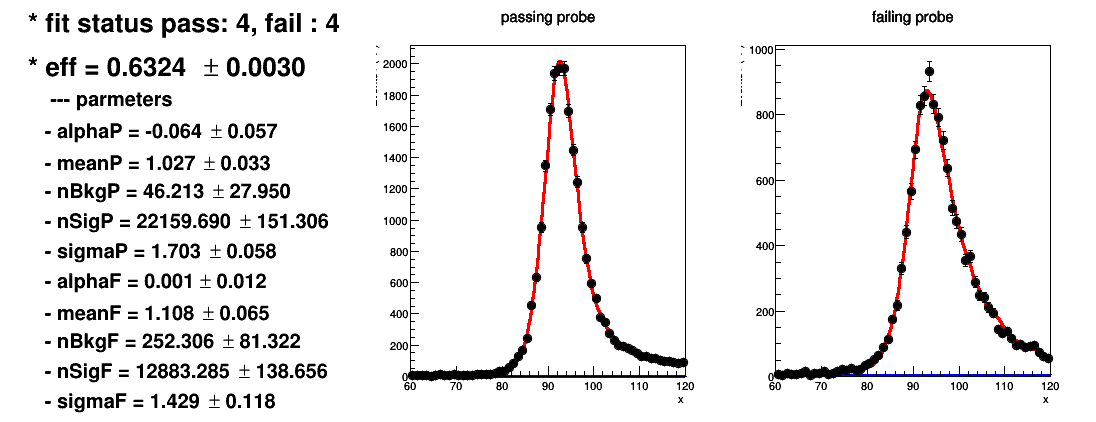 * fit status pass: 4, fail : 4
* eff = 0.6324 ± 0.0030
--- parmeters
- alphaP = -0.064 ± 0.057
- meanP = 1.027 ± 0.033
- nBkgP = 46.213 ± 27.950
- nSigP = 22159.690 ± 151.306
- sigmaP = 1.703 ± 0.058
- alphaF = 0.001 ± 0.012
- meanF = 1.108 ± 0.065
- nBkgF = 252.306 ± 81.322
- nSigF = 12883.285 ± 138.656
- sigmaF = 1.429 ± 0.118
passing probe
2000
1800
1600
1400
1200
1000
800
600
400
200
0
60 70 80 90 100 110 120
x
failing probe
1000
800
600
400
200
0
60 70 80 90 100 110 120
x